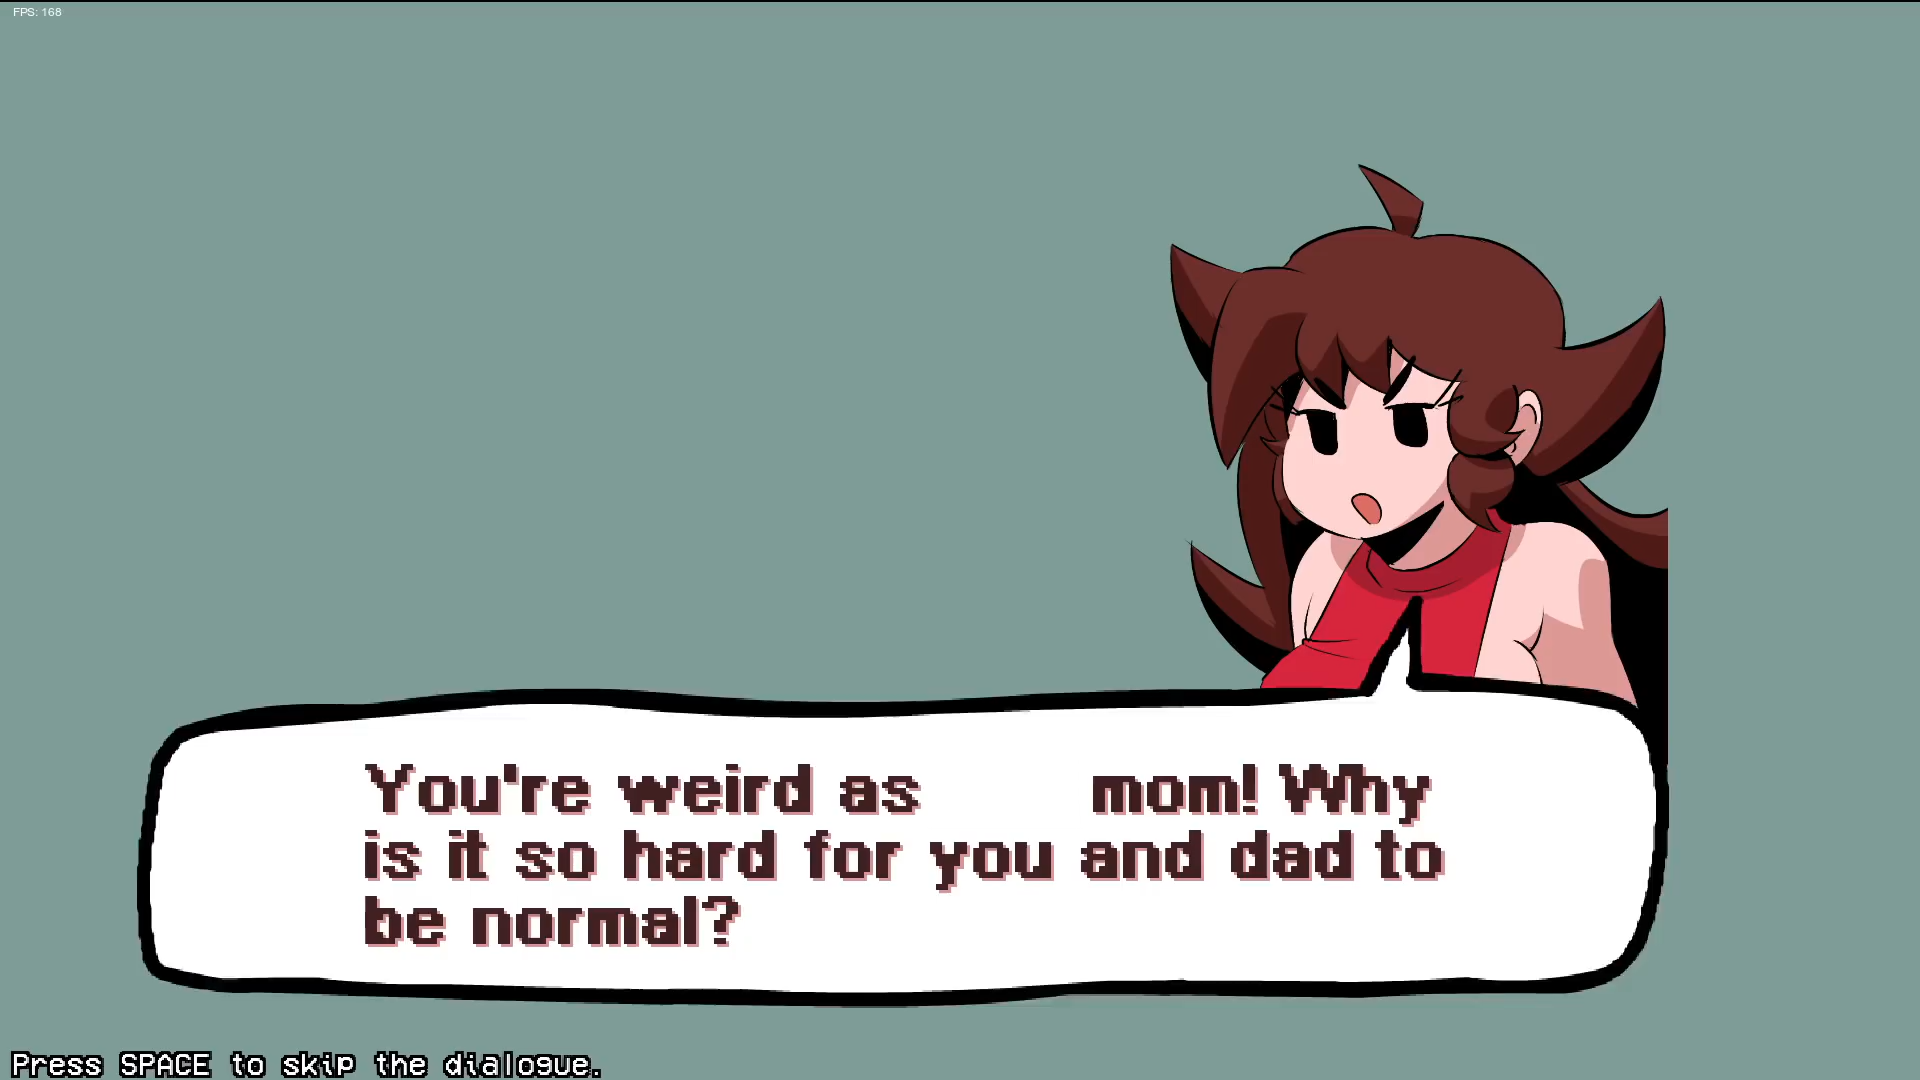 FPS: 168
You're weird as mom! Why
is it so hard for you and dad to
be normal?
Press SPACE to skip the dialogue.